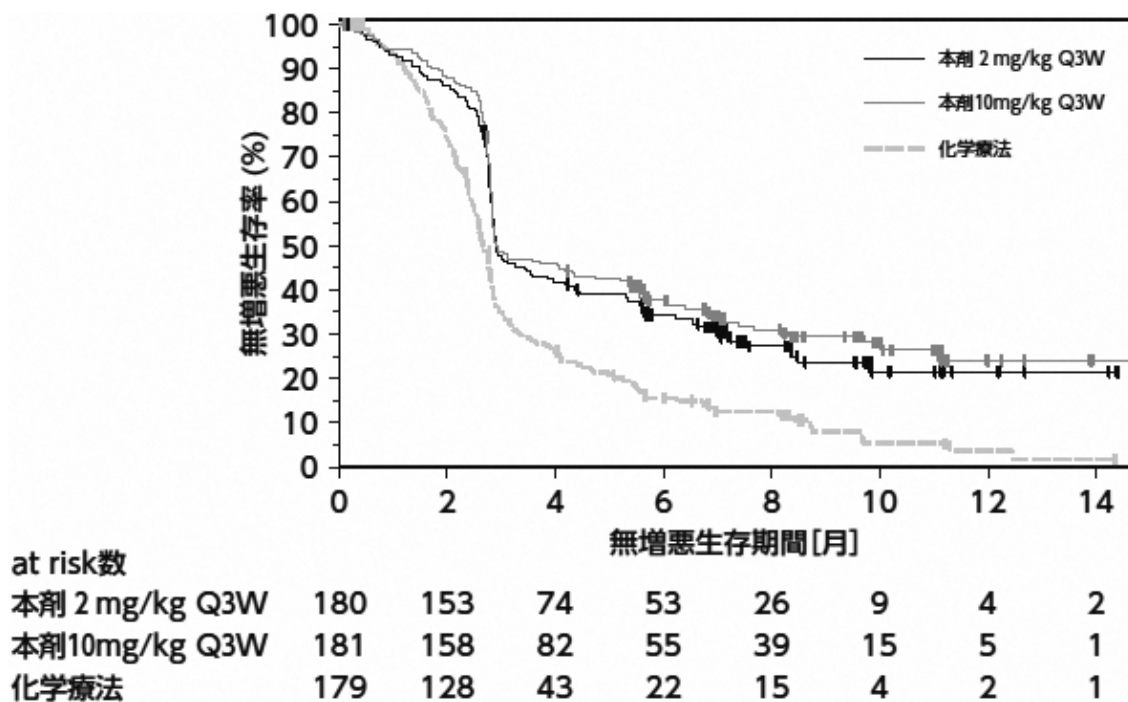 100
90
80
70
60
50
40
30
20
10
0
無増悪生存率 (%)
本剤 2 mg/kg Q3W
本剤10mg/kg Q3W
化学療法
0 2 4 6 8 10 12 14
無増悪生存期間 [月]
at risk数
本剤 2 mg/kg Q3W 180 153 74 53 26 9 4 2
本剤10mg/kg Q3W 181 158 82 55 39 15 5 1
化学療法 179 128 43 22 15 4 2 1